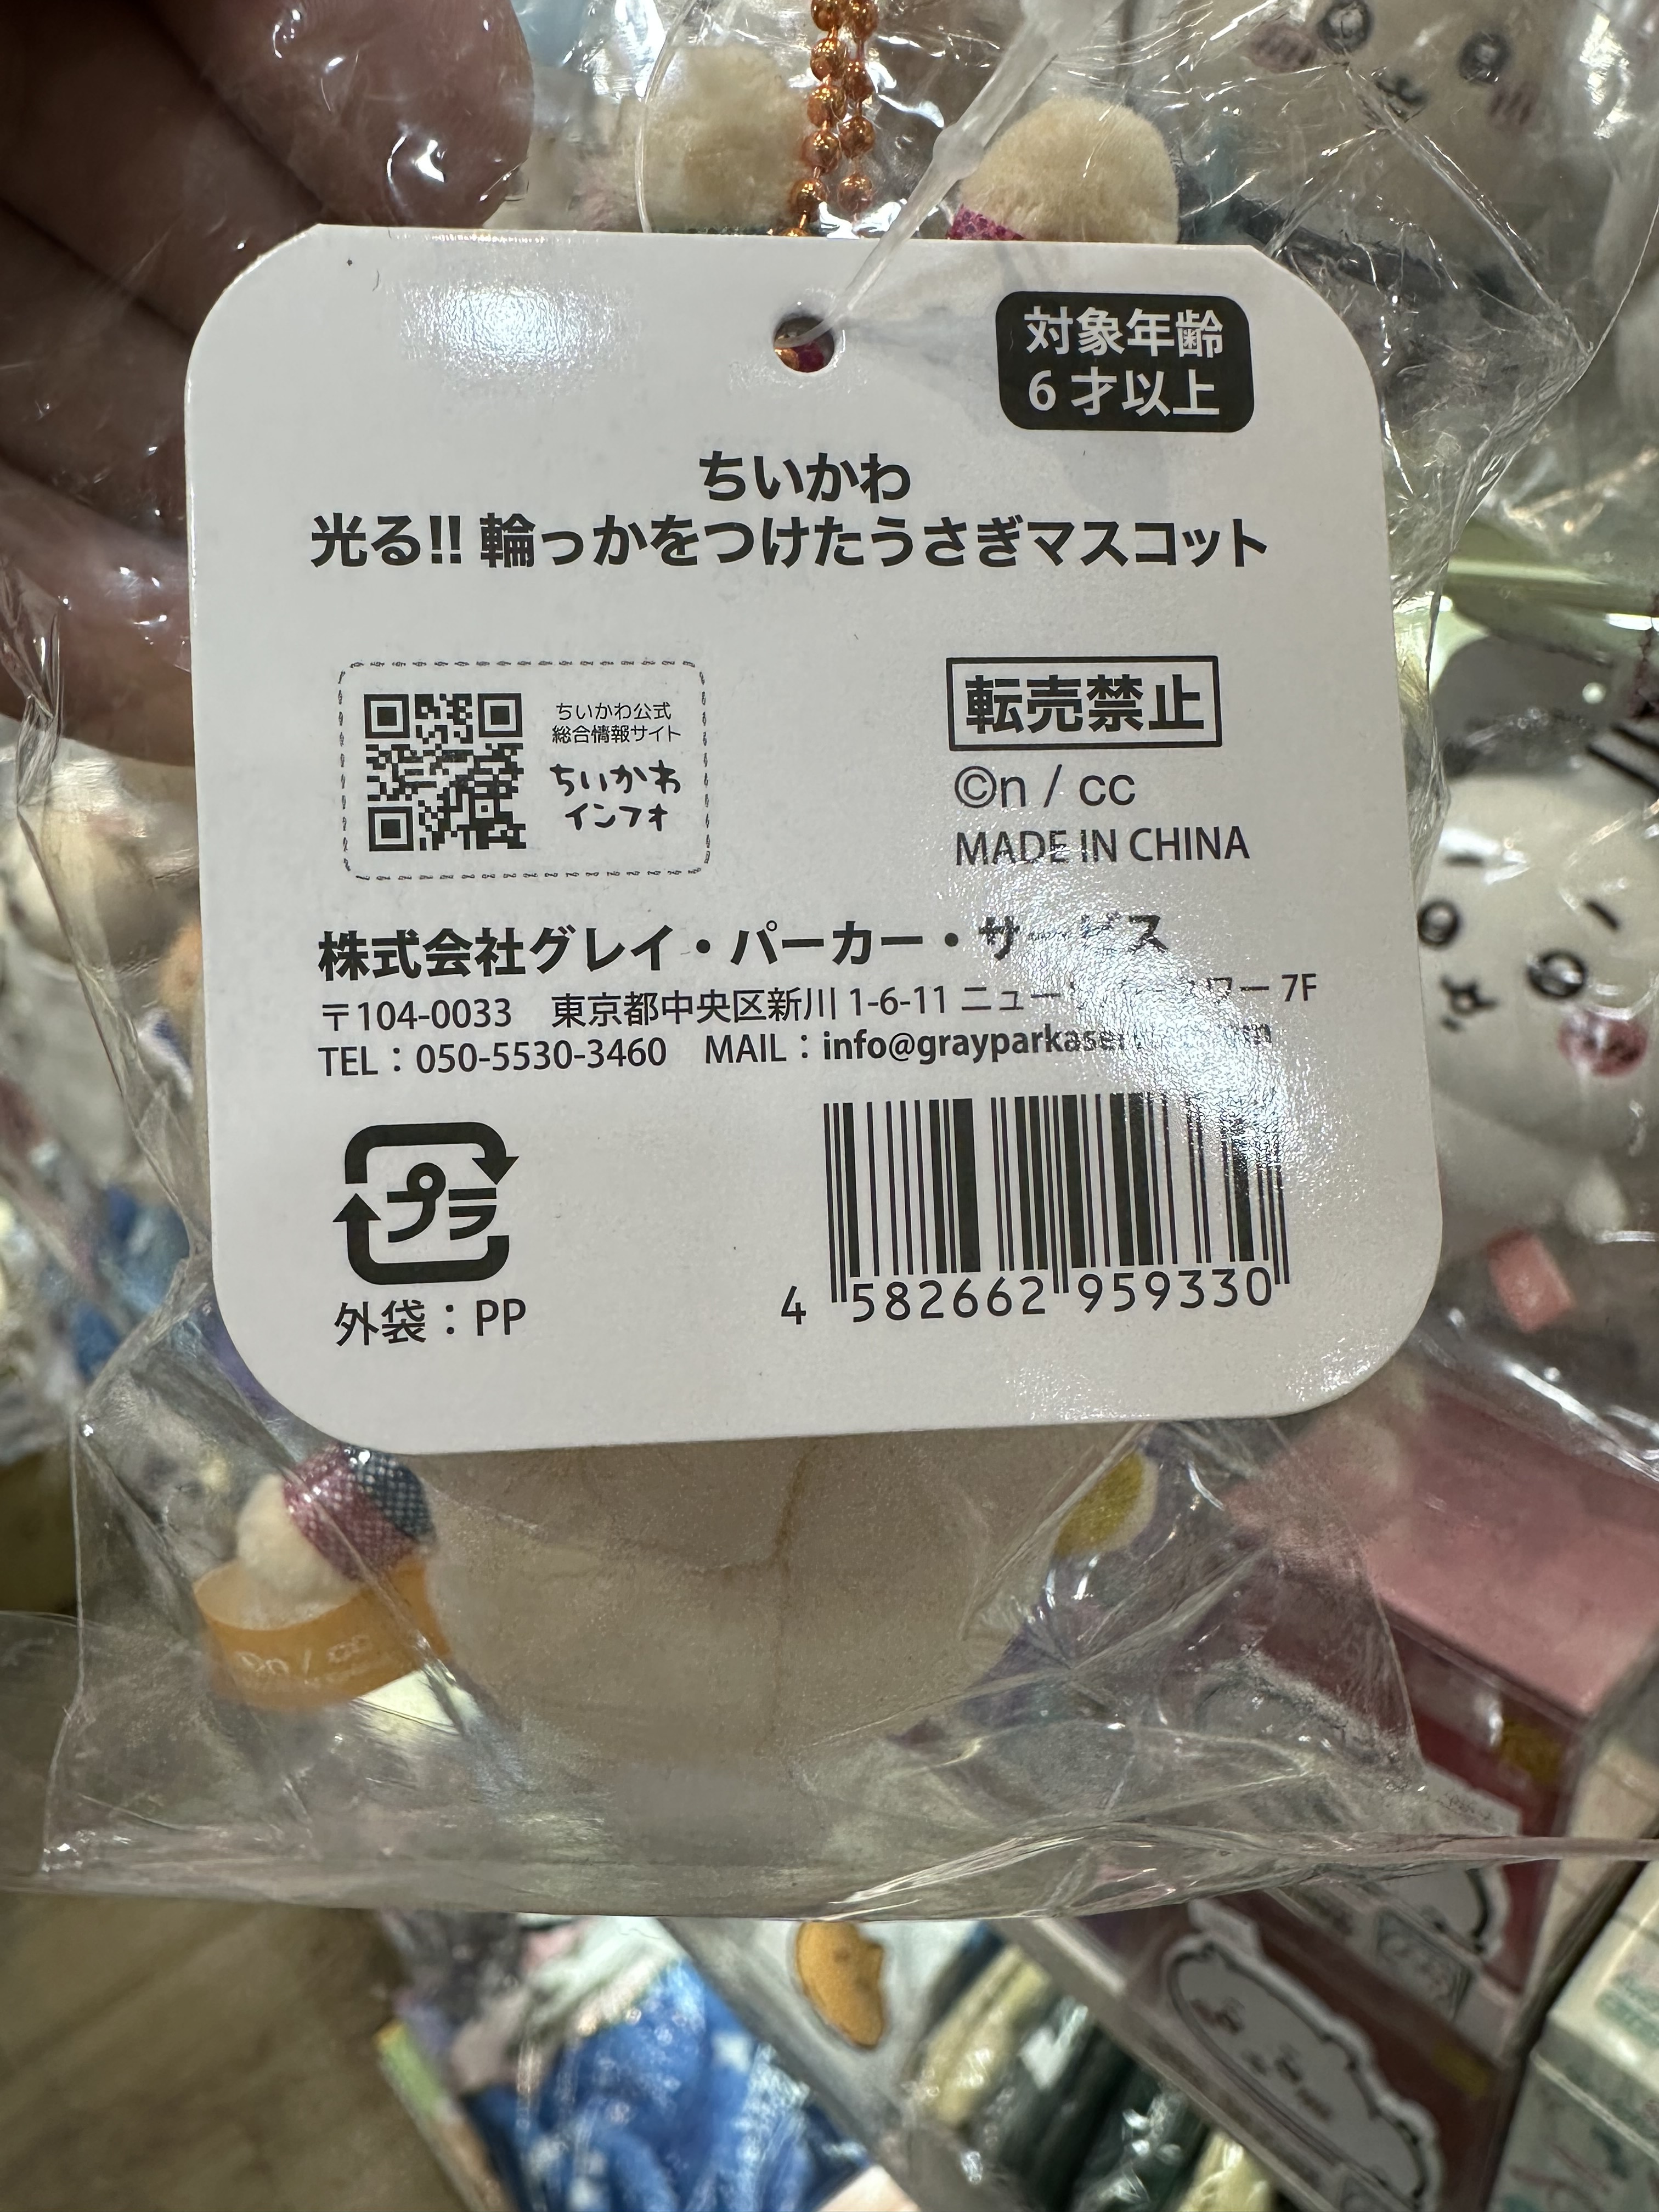 対象年齢
6才以上
ちいかわ
光る!! 輪っかをつけたうさぎマスコット
ちいかわ公式
総合情報サイト
ちいかわ
インフォ
転売禁止
©n / cc
MADE IN CHINA
株式会社グレイ・パーカー・サービス
〒104-0033 東京都中央区新川 1-6-11 7F
TEL：050-5530-3460 MAIL：
プラ
外袋：PP
4 582662 959330